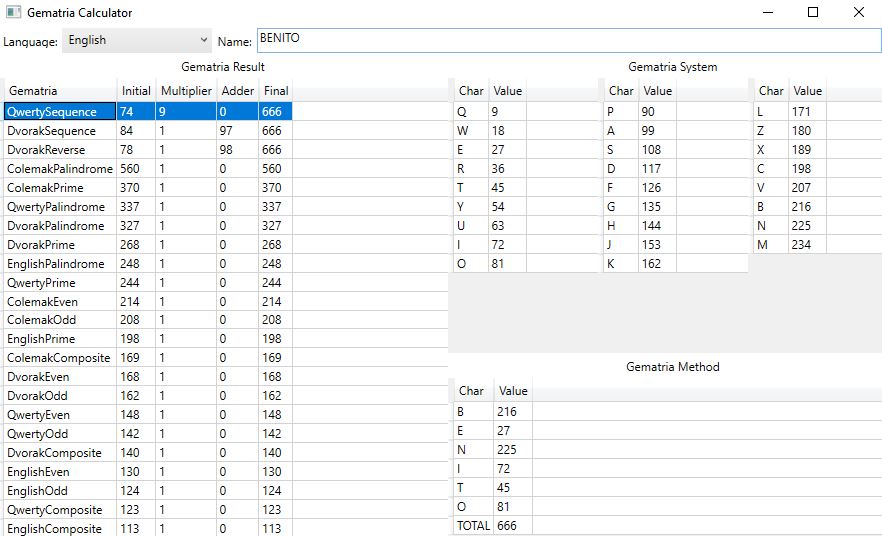 Gematria Calculator
Language: English Name: BENITO
Gematria Result
Gematria Initial Multiplier Adder Final
QwertySequence 74 9 0 666
DvorakSequence 84 1 97 666
DvorakReverse 78 1 98 666
ColemakPalindrome 560 1 0 560
ColemakPrime 370 1 0 370
QwertyPalindrome 337 1 0 337
DvorakPalindrome 327 1 0 327
DvorakPrime 268 1 0 268
EnglishPalindrome 248 1 0 248
QwertyPrime 244 1 0 244
ColemakEven 214 1 0 214
ColemakOdd 208 1 0 208
EnglishPrime 198 1 0 198
ColemakComposite 169 1 0 169
DvorakEven 168 1 0 168
DvorakOdd 162 1 0 162
QwertyEven 148 1 0 148
QwertyOdd 142 1 0 142
DvorakComposite 140 1 0 140
EnglishEven 130 1 0 130
EnglishOdd 124 1 0 124
QwertyComposite 123 1 0 123
EnglishComposite 113 1 0 113
Gematria System
Char Value Char Value Char Value
Q 9 P 90 L 171
W 18 A 99 Z 180
E 27 S 108 X 189
R 36 D 117 C 198
T 45 F 126 V 207
Y 54 G 135 B 216
U 63 H 144 N 225
I 72 J 153 M 234
O 81 K 162
Gematria Method
Char Value
B 216
E 27
N 225
I 72
T 45
O 81
TOTAL 666